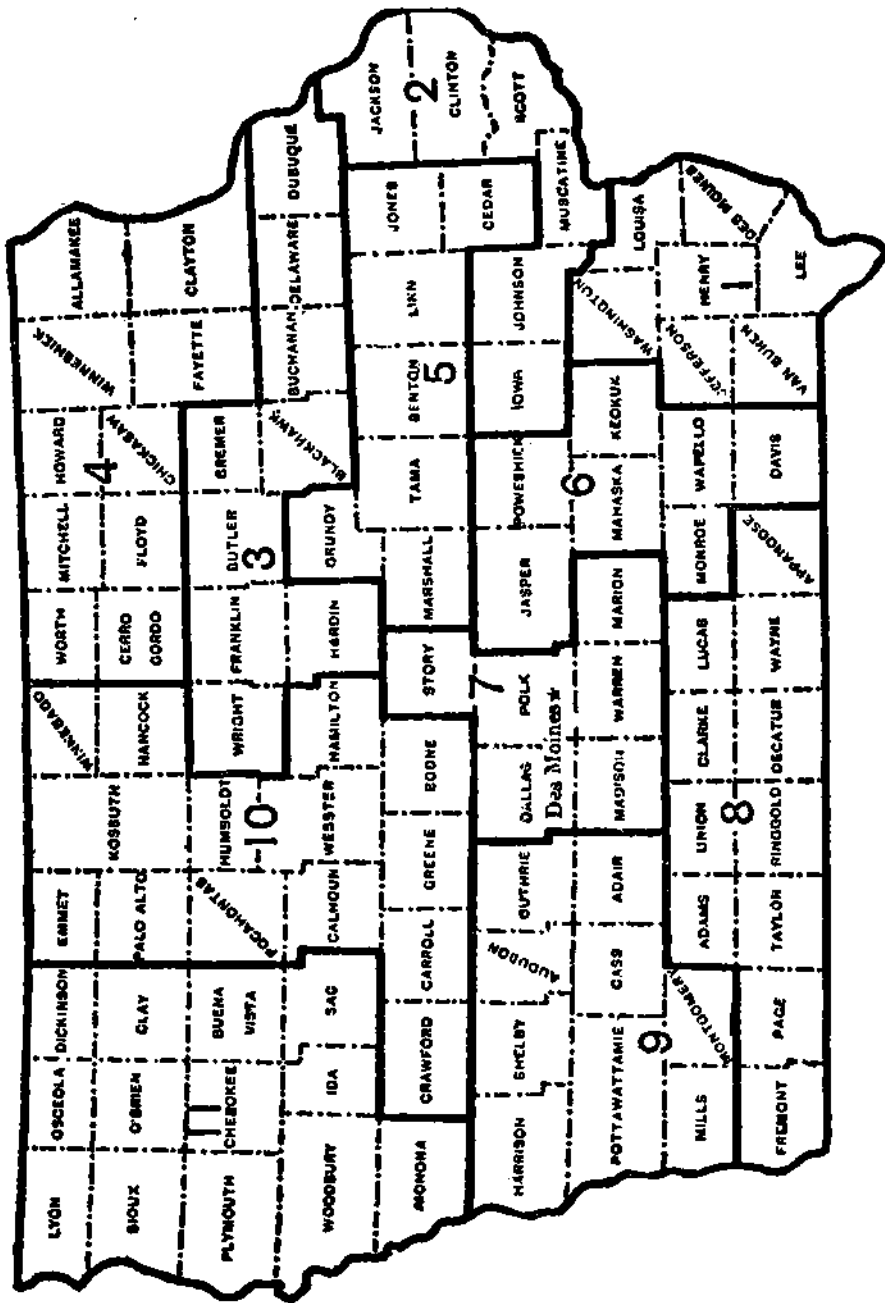 LYON
OSCEOLA
DICKINSON
EMMET
KOSSUTH
WINNEBAGO
WORTH
MITCHELL
HOWARD
WINNESHIEK
ALLAMAKEE
SIOUX
O'BRIEN
CLAY
PALO ALTO
HANCOCK
CERRO
GORDO
FLOYD
4
CHICKASAW
FAYETTE
CLAYTON
PLYMOUTH
11
CHEROKEE
BUENA
VISTA
POCAHONTAS
HUMBOLDT
10
WRIGHT
FRANKLIN
BUTLER
3
BREMER
WOODBURY
IDA
SAC
CALHOUN
WEBSTER
HAMILTON
HARDIN
GRUNDY
BLACKHAWK
BUCHANAN
DELAWARE
DUBUQUE
MONONA
CRAWFORD
CARROLL
GREENE
BOONE
STORY
MARSHALL
TAMA
BENTON
5
LINN
JONES
JACKSON
2
CLINTON
HARRISON
SHELBY
AUDUBON
GUTHRIE
DALLAS
POLK
7
JASPER
POWESHIEK
IOWA
JOHNSON
CEDAR
SCOTT
MUSCATINE
Des Moines
POTTAWATTAMIE
CASS
ADAIR
MADISON
WARREN
MARION
6
MAHASKA
KEOKUK
WASHINGTON
LOUISA
9
MILLS
MONTGOMERY
ADAMS
UNION
CLARKE
LUCAS
MONROE
WAPELLO
JEFFERSON
HENRY
1
DES MOINES
FREMONT
PAGE
TAYLOR
8
RINGGOLD
DECATUR
WAYNE
APPANOOSE
DAVIS
VAN BUREN
LEE